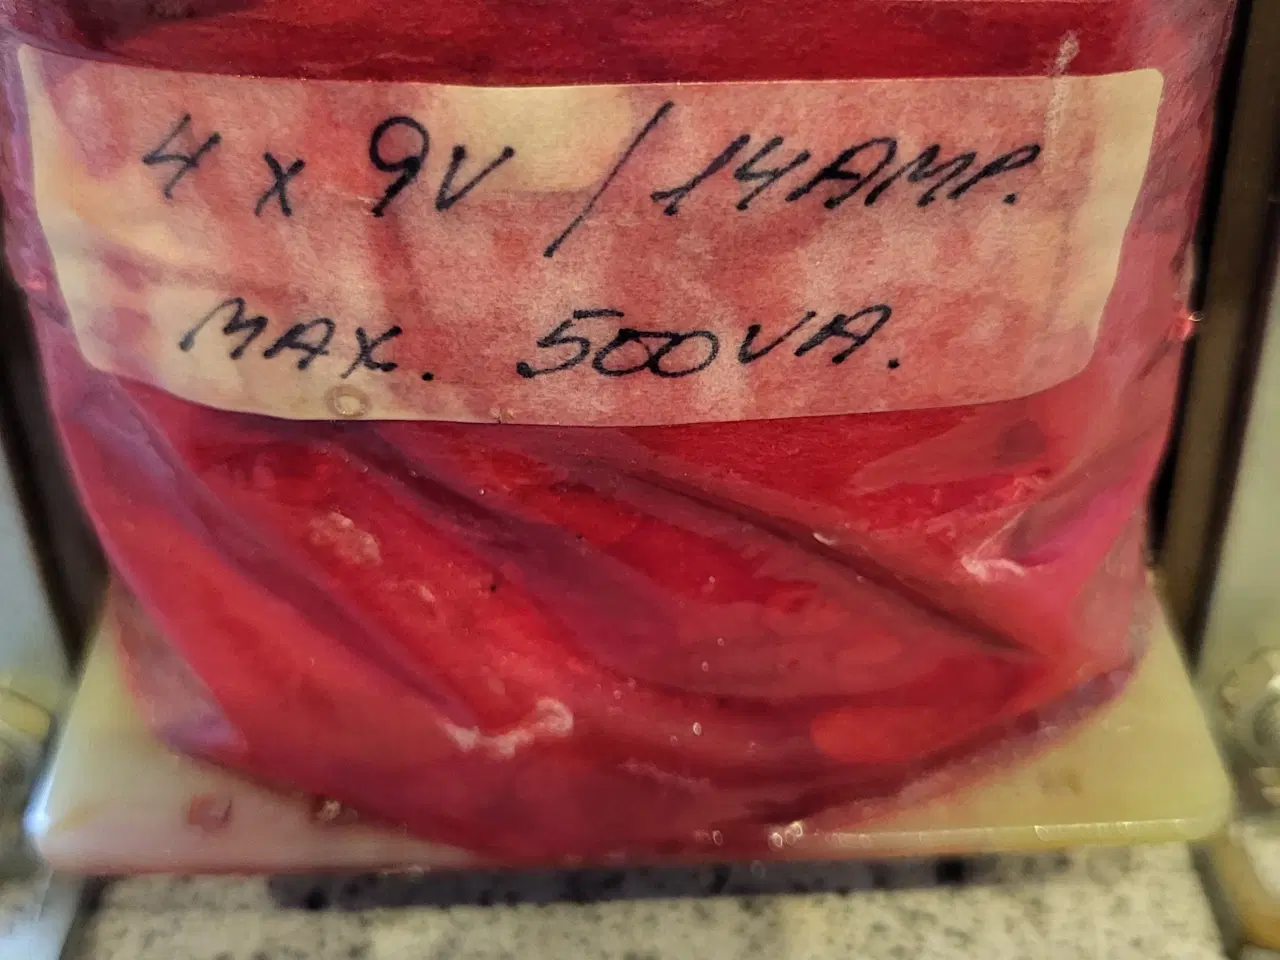 4 x 9V / 14AMP.
MAX. 500VA.